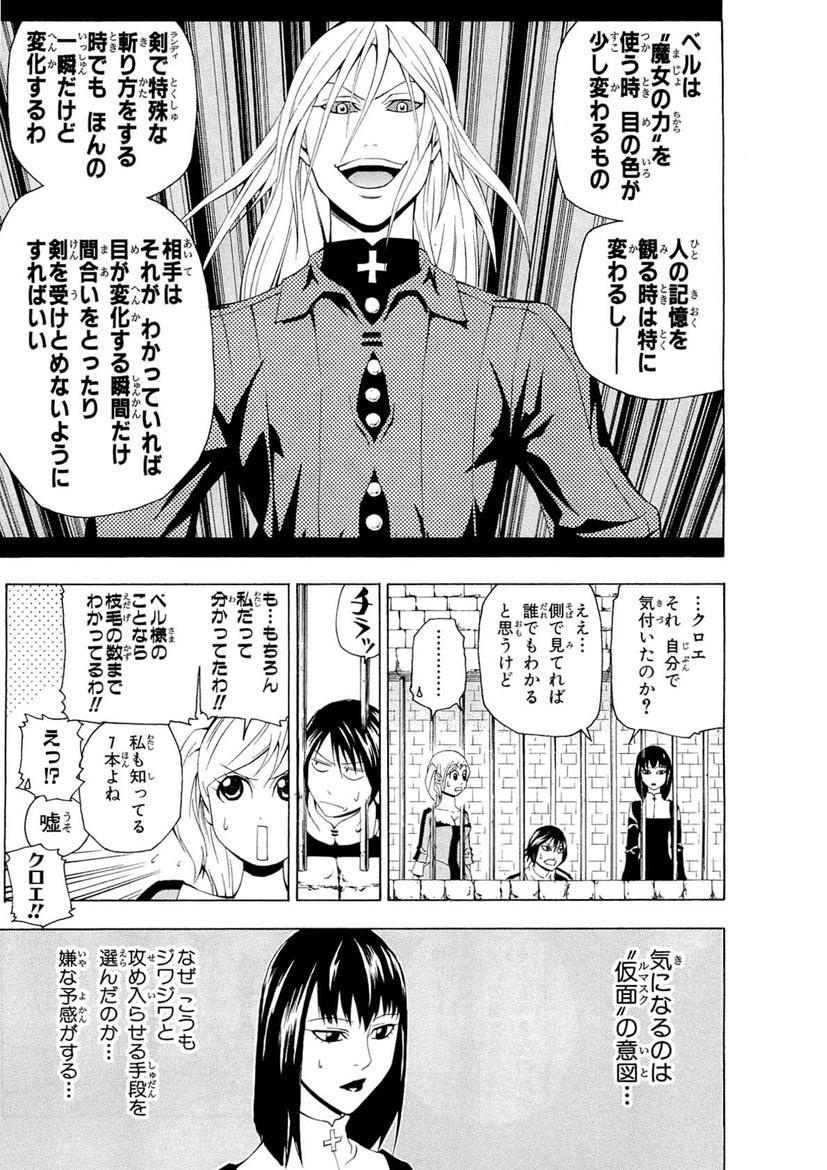 ベルは
“魔女の力”を
使う時 目の色が
少し変わるもの
人の記憶を
観る時は特に
変わるし――
剣で特殊な
斬り方をする
時でも ほんの
一瞬だけど
変化するわ
相手は
それが わかっていれば
目が変化する瞬間だけ
間合いをとったり
剣を受けとめないように
すればいい
…クロエ
それ 自分で
気付いたのか?
ええ…
側で見てれば
誰でもわかる
と思うけど
………
チラッ
も…もちろん
私だって
分かってたわ!!
ベル様の
ことなら
枝毛の数まで
わかってるわ!!
私も知ってる
7本よね
えっ!?
嘘
クロエ!!
気になるのは
“仮面”の意図…
なぜ こうも
ジワジワと
攻め入らせる手段を
選んだのか…
嫌な予感がする…